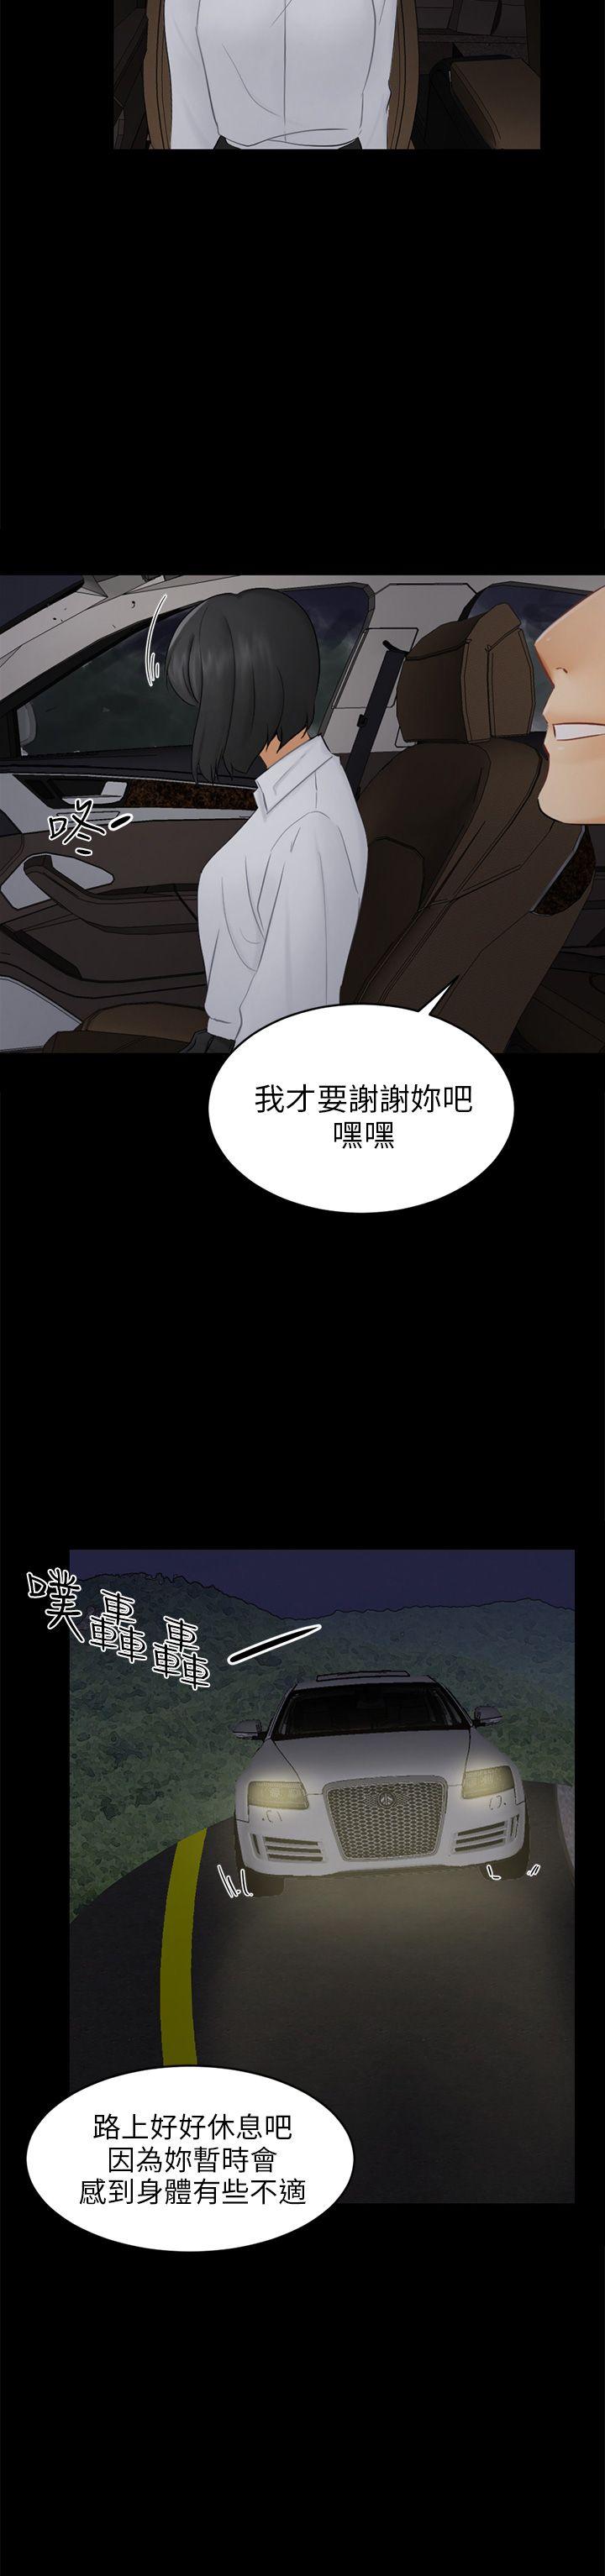 咚
我才要謝謝妳吧
嘿嘿
噗轟轟
路上好好休息吧
因為妳暫時會
感到身體有些不適